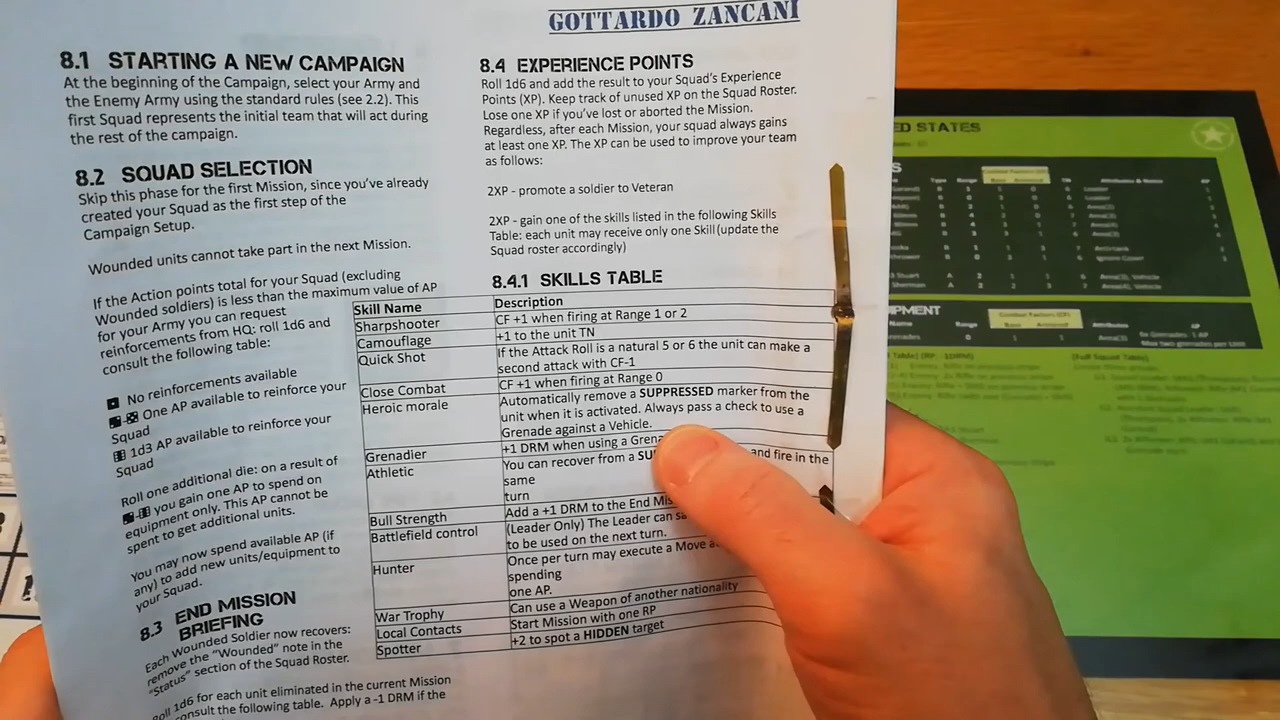 GOTTARDO ZANCANI
8.1 STARTING A NEW CAMPAIGN
At the beginning of the Campaign, select your Army and
the Enemy Army using the standard rules (see 2.2). This
first Squad represents the initial team that will act during
the rest of the campaign.
8.2 SQUAD SELECTION
Skip this phase for the first Mission, since you've already
created your Squad as the first step of the
Campaign Setup.
Wounded units cannot take part in the next Mission.
If the Action points total for your Squad (excluding
Wounded soldiers) is less than the maximum value of AP
for your Army you can request
reinforcements from HQ: roll 1d6 and
consult the following table:
No reinforcements available
One AP available to reinforce your
Squad
1d3 AP available to reinforce your
Squad
Roll one additional die: on a result of
you gain one AP to spend on
equipment only. This AP cannot be
spent to get additional units.
You may now spend available AP (if
any) to add new units/equipment to
your Squad.
8.3 END MISSION
BRIEFING
Each Wounded Soldier now recovers:
remove the "Wounded" note in the
"Status" section of the Squad Roster.
Roll 1d6 for each unit eliminated in the current Mission
consult the following table. Apply a -1 DRM if the
8.4 EXPERIENCE POINTS
Roll 1d6 and add the result to your Squad's Experience
Points (XP). Keep track of unused XP on the Squad Roster.
Lose one XP if you've lost or aborted the Mission.
Regardless, after each Mission, your squad always gains
at least one XP. The XP can be used to improve your team
as follows:
2XP - promote a soldier to Veteran
2XP - gain one of the skills listed in the following Skills
Table: each unit may receive only one Skill (update the
Squad roster accordingly)
8.4.1 SKILLS TABLE
Skill Name Description
Sharpshooter CF +1 when firing at Range 1 or 2
Camouflage +1 to the unit TN
Quick Shot If the Attack Roll is a natural 5 or 6 the unit can make a
second attack with CF-1
Close Combat CF +1 when firing at Range 0
Heroic morale Automatically remove a SUPPRESSED marker from the
unit when it is activated. Always pass a check to use a
Grenade against a Vehicle.
Grenadier +1 DRM when using a
Athletic You can recover from a and fire in the
same
turn
Bull Strength Add a +1 DRM to the End
Battlefield control (Leader Only) The Leader can
to be used on the next turn.
Hunter Once per turn may execute a Move
spending
one AP.
War Trophy Can use a Weapon of another nationality
Local Contacts Start Mission with one RP
Spotter +2 to spot a HIDDEN target
ED STATES
Type Range
Leader
Leader
Vehicle
Stuart
Sherman
IPMENT
Name Range Attributes
Max two grenades per Unit